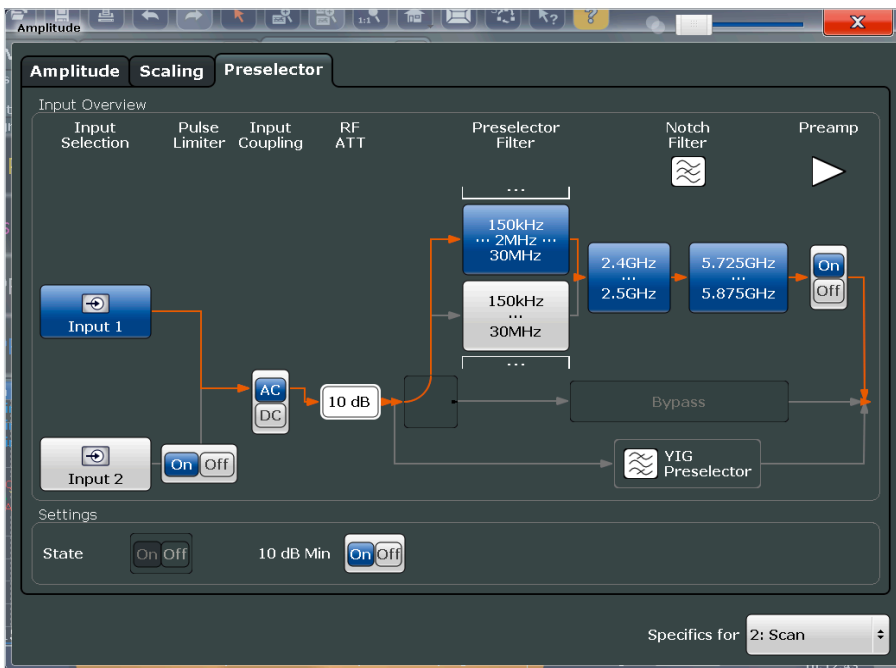 1:1
Amplitude
X
Amplitude Scaling Preselector
Input Overview
Input Selection
Pulse Limiter
Input Coupling
RF ATT
Preselector Filter
Notch Filter
Preamp
...
150kHz
... 2MHz ...
30MHz
2.4GHz
...
2.5GHz
5.725GHz
...
5.875GHz
On
Off
150kHz
...
30MHz
...
Input 1
AC
DC
10 dB
Bypass
Input 2
On Off
YIG
Preselector
Settings
State On Off 10 dB Min On Off
Specifics for 2: Scan